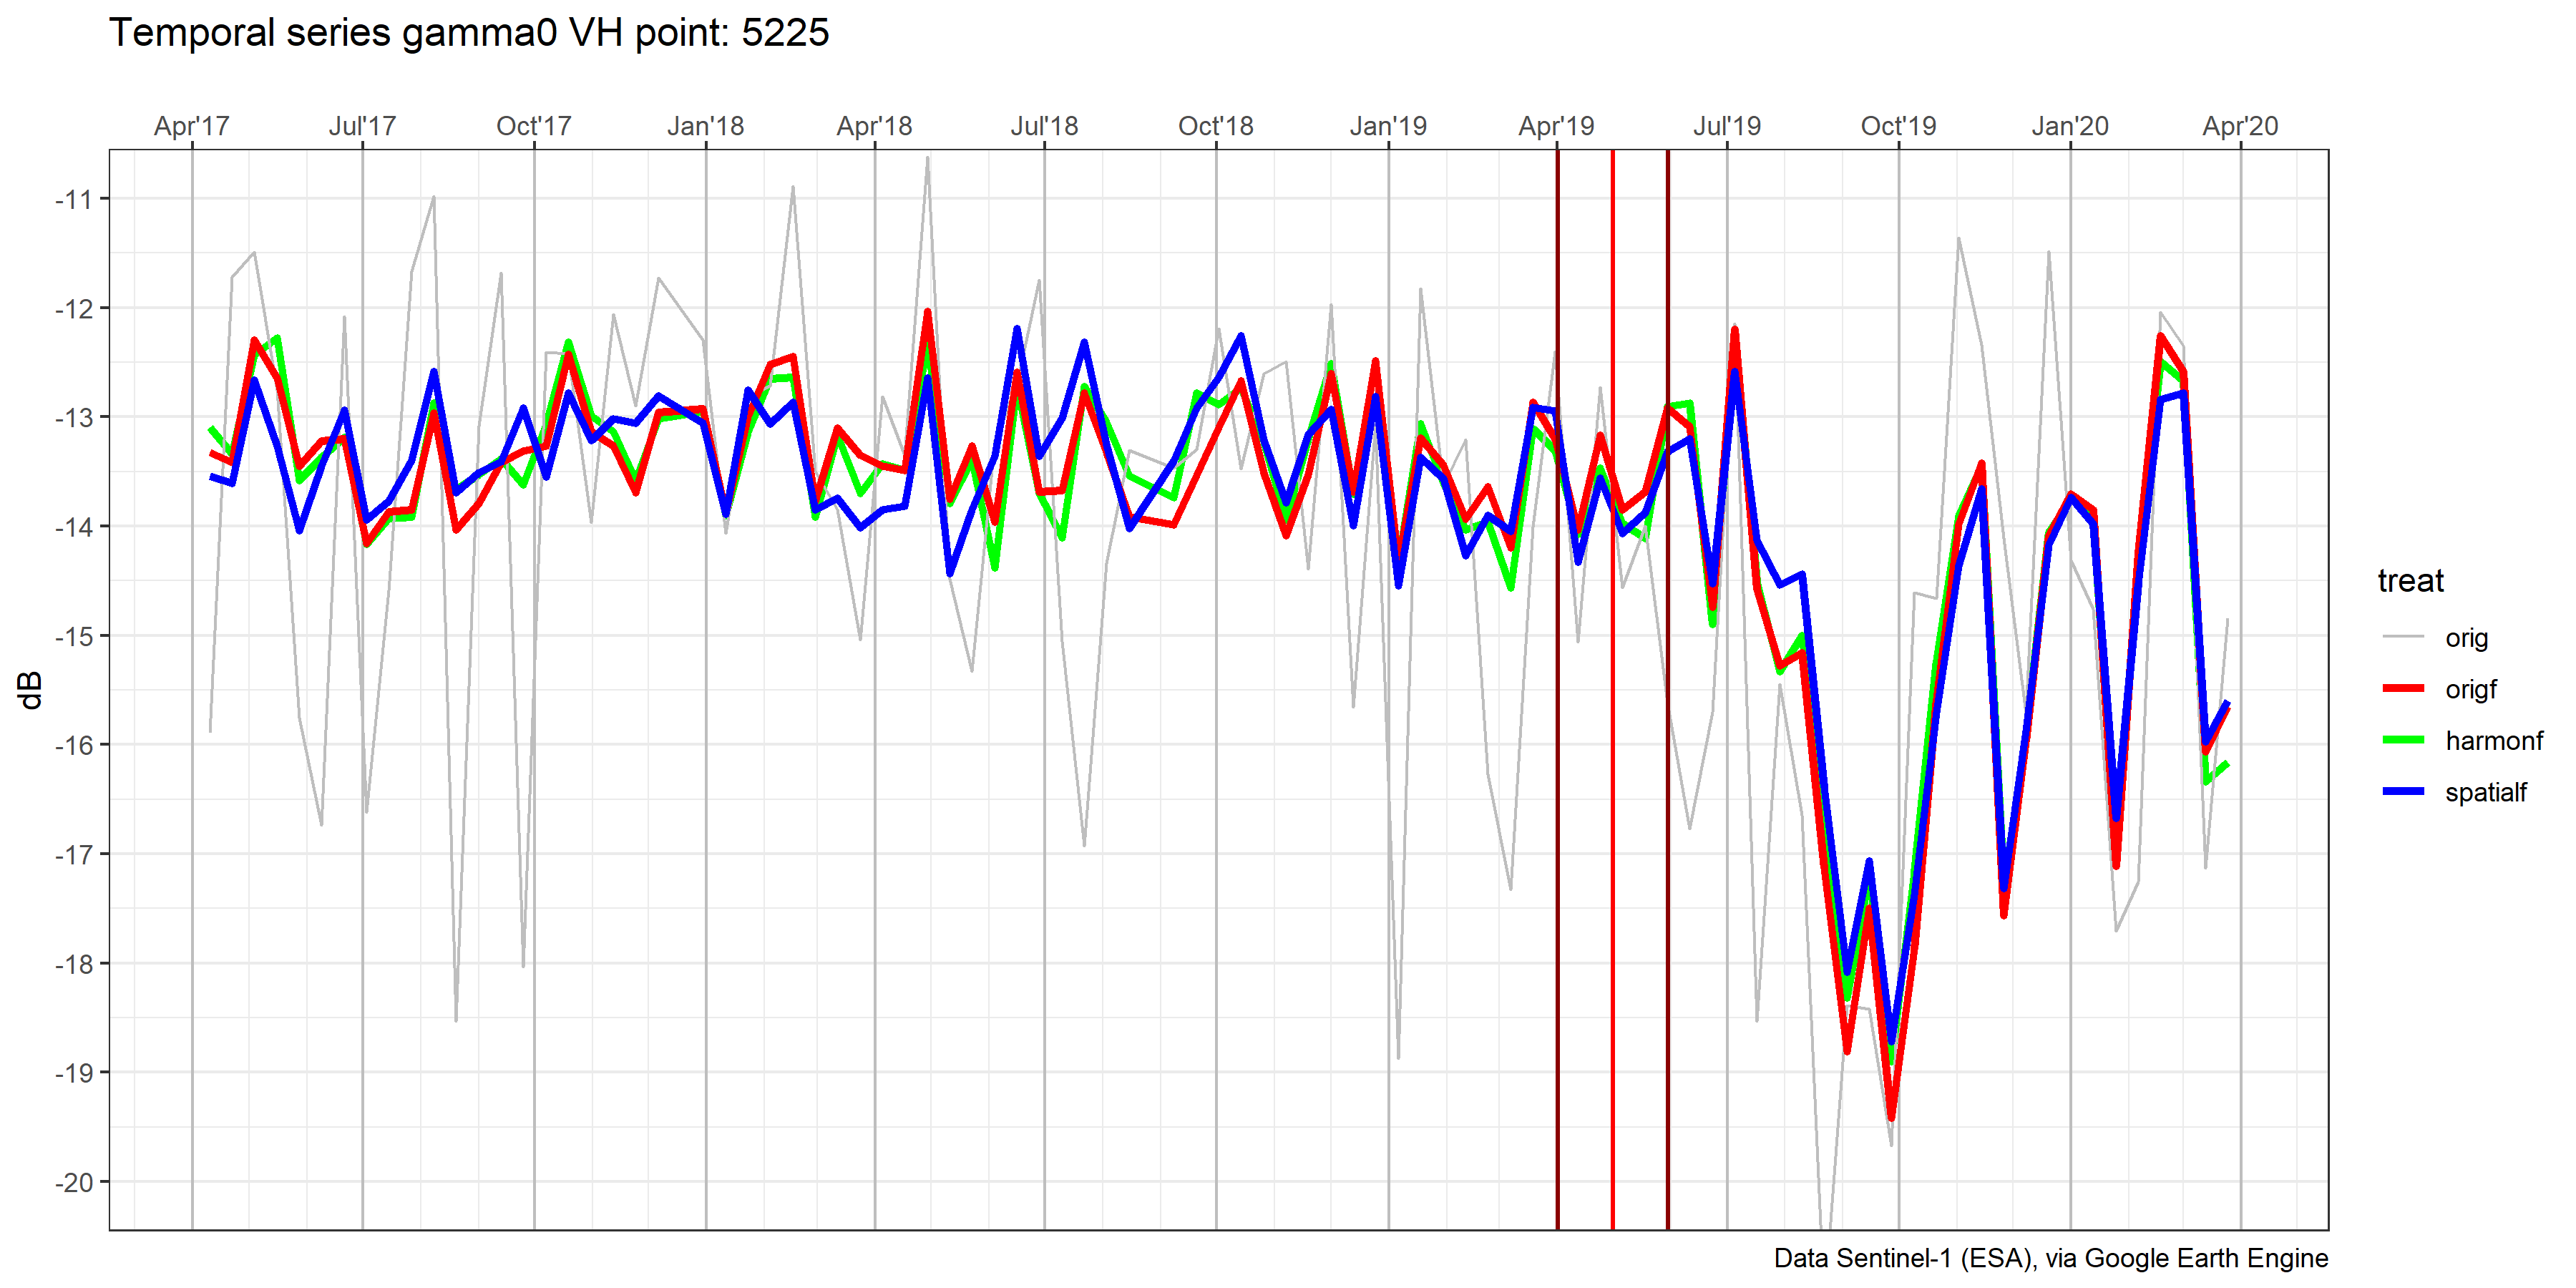 Temporal series gamma0 VH point: 5225
Apr'17 Jul'17 Oct'17 Jan'18 Apr'18 Jul'18 Oct'18 Jan'19 Apr'19 Jul'19 Oct'19 Jan'20 Apr'20
-11
-12
-13
-14
-15
-16
-17
-18
-19
-20
dB
treat
orig
origf
harmonf
spatialf
Data Sentinel-1 (ESA), via Google Earth Engine